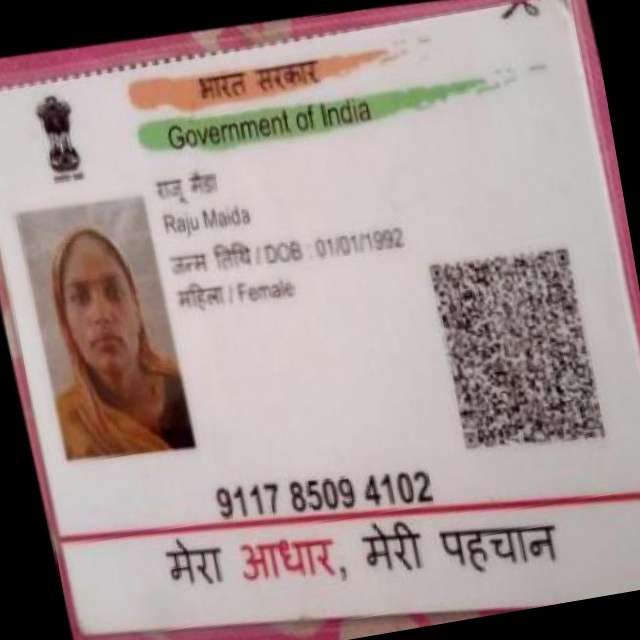 भारत सरकार
Government of India
राजू मैडा
Raju Maida
जन्म तिथि / DOB : 01/01/1992
महिला / Female
9117 8509 4102
मेरा आधार, मेरी पहचान